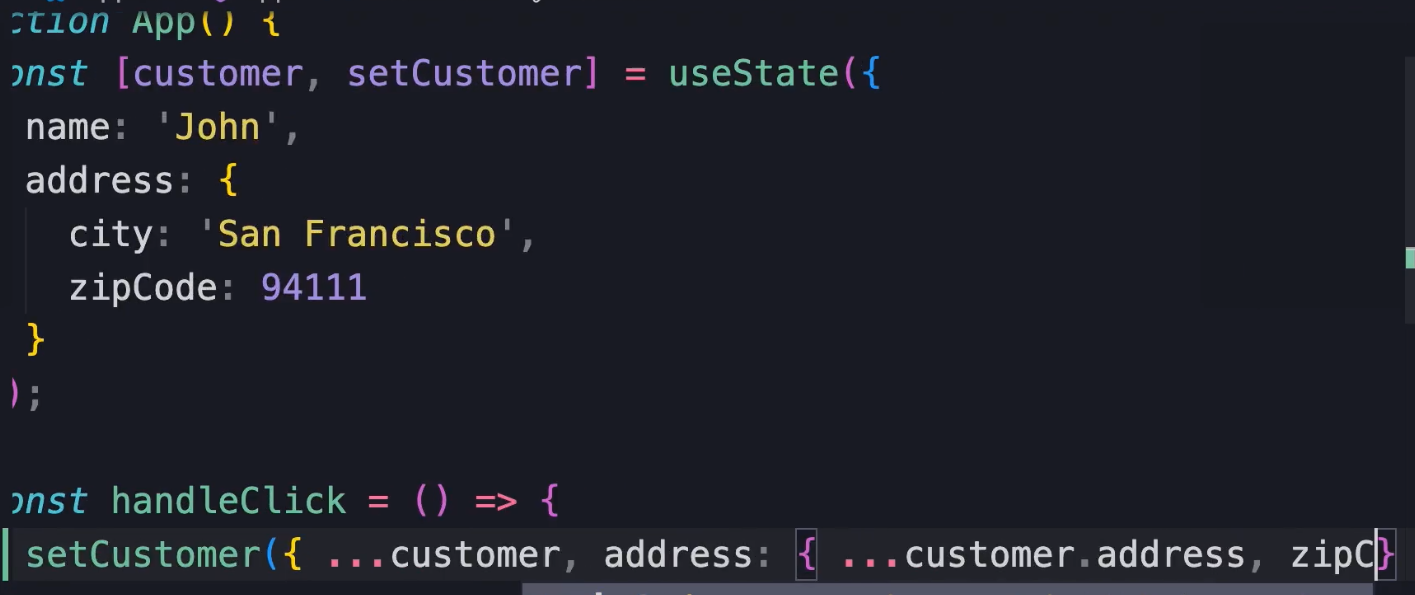 ction App() {
onst [customer, setCustomer] = useState({
name: 'John',
address: {
city: 'San Francisco',
zipCode: 94111
}
);
onst handleClick = () => {
setCustomer({ ...customer, address: { ...customer.address, zipC}